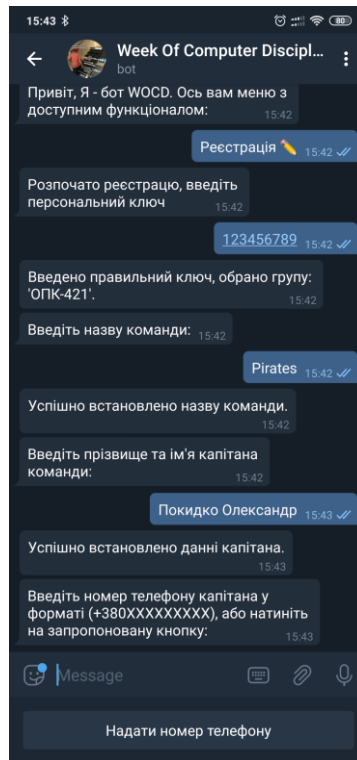 15:43
80
Week Of Computer Discipl...
bot
Привіт, Я - бот WOCD. Ось вам меню з
доступним функціоналом:
15:42
Реєстрація ✏️ 15:42
Розпочато реєстрацю, введіть
персональний ключ 15:42
123456789 15:42
Введено правильний ключ, обрано групу:
'ОПК-421'. 15:42
Введіть назву команди: 15:42
Pirates 15:42
Успішно встановлено назву команди.
15:42
Введіть прізвище та ім'я капітана
команди: 15:42
Покидко Олександр 15:43
Успішно встановлено данні капітана.
15:43
Введіть номер телефону капітана у
форматі (+380XXXXXXXXX), або натиніть
на запропоновану кнопку: 15:43
Message
Надати номер телефону